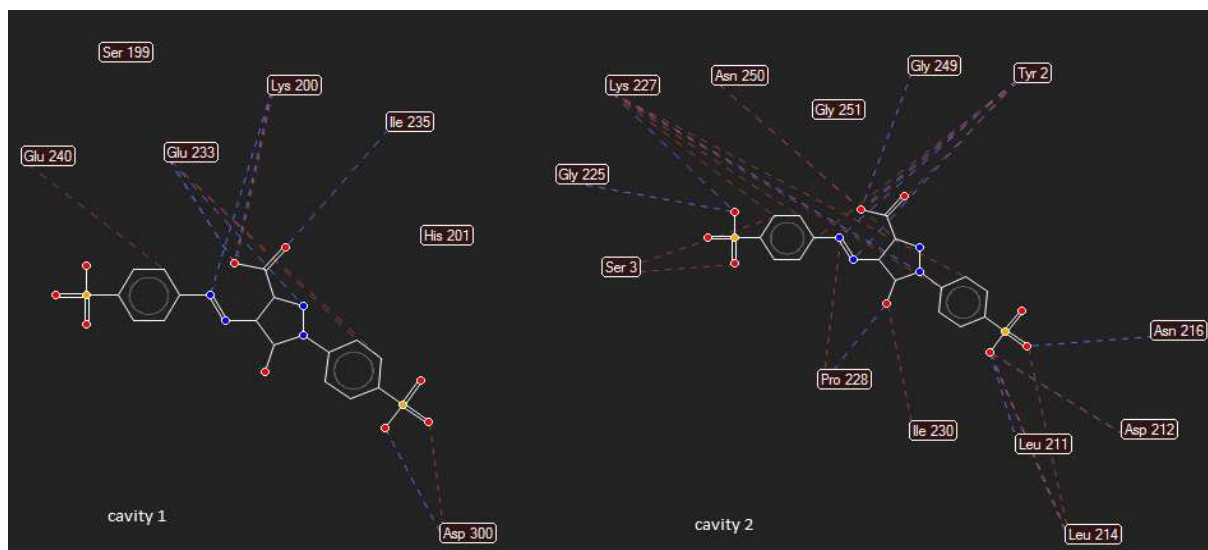 Ser 199
Lys 200
Ile 235
Glu 233
Glu 240
His 201
Asp 300
cavity 1
Gly 249
Tyr 2
Asn 250
Lys 227
Gly 251
Gly 225
Ser 3
Asn 216
Pro 228
Ile 230
Asp 212
Leu 211
Leu 214
cavity 2